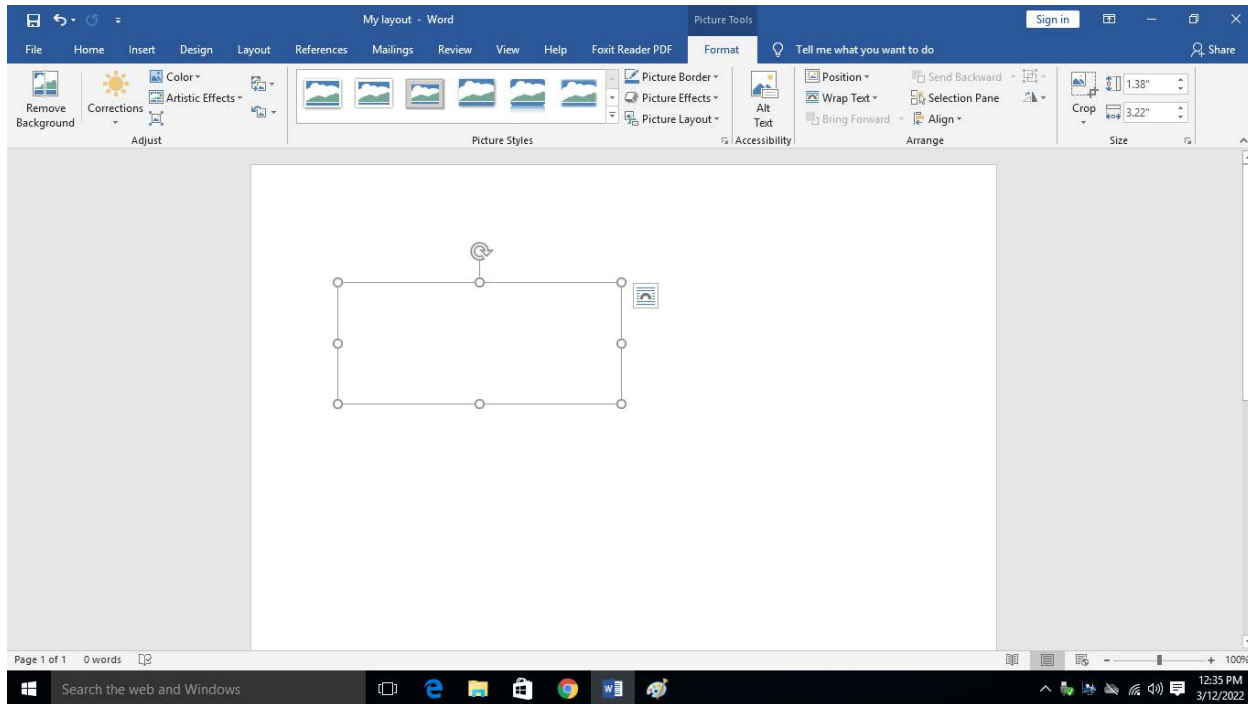 My layout - Word
Picture Tools
Sign in
File Home Insert Design Layout References Mailings Review View Help Foxit Reader PDF Format Tell me what you want to do Share
Remove Background
Corrections
Color
Artistic Effects
Adjust
Picture Styles
Picture Border
Picture Effects
Picture Layout
Alt Text
Accessibility
Position
Wrap Text
Bring Forward
Send Backward
Selection Pane
Align
Arrange
Crop
1.38"
3.22"
Size
Page 1 of 1 0 words
100%
Search the web and Windows
12:35 PM
3/12/2022